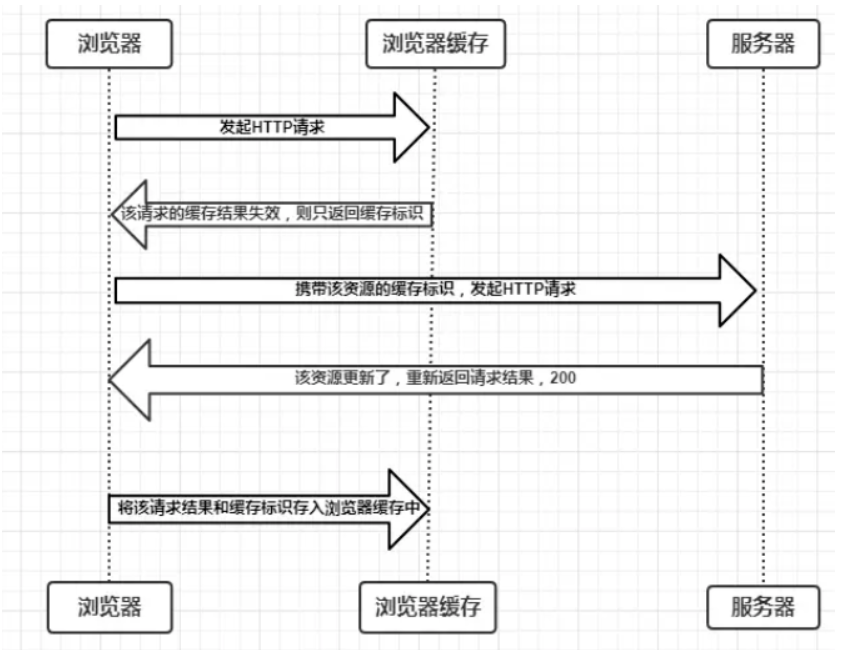 浏览器
浏览器缓存
服务器
发起HTTP请求
该请求的缓存结果失效，则只返回缓存标识
携带该资源的缓存标识，发起HTTP请求
该资源更新了，重新返回请求结果，200
将该请求结果和缓存标识存入浏览器缓存中
浏览器
浏览器缓存
服务器